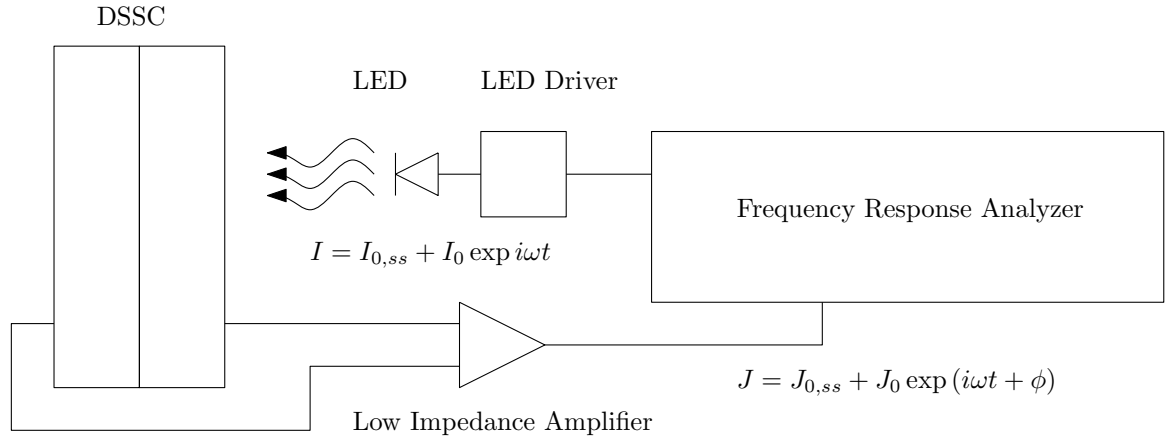 DSSC
LED
LED Driver
Frequency Response Analyzer
I = I_{0,ss} + I_0 exp iωt
J = J_{0,ss} + J_0 exp (iωt + ϕ)
Low Impedance Amplifier